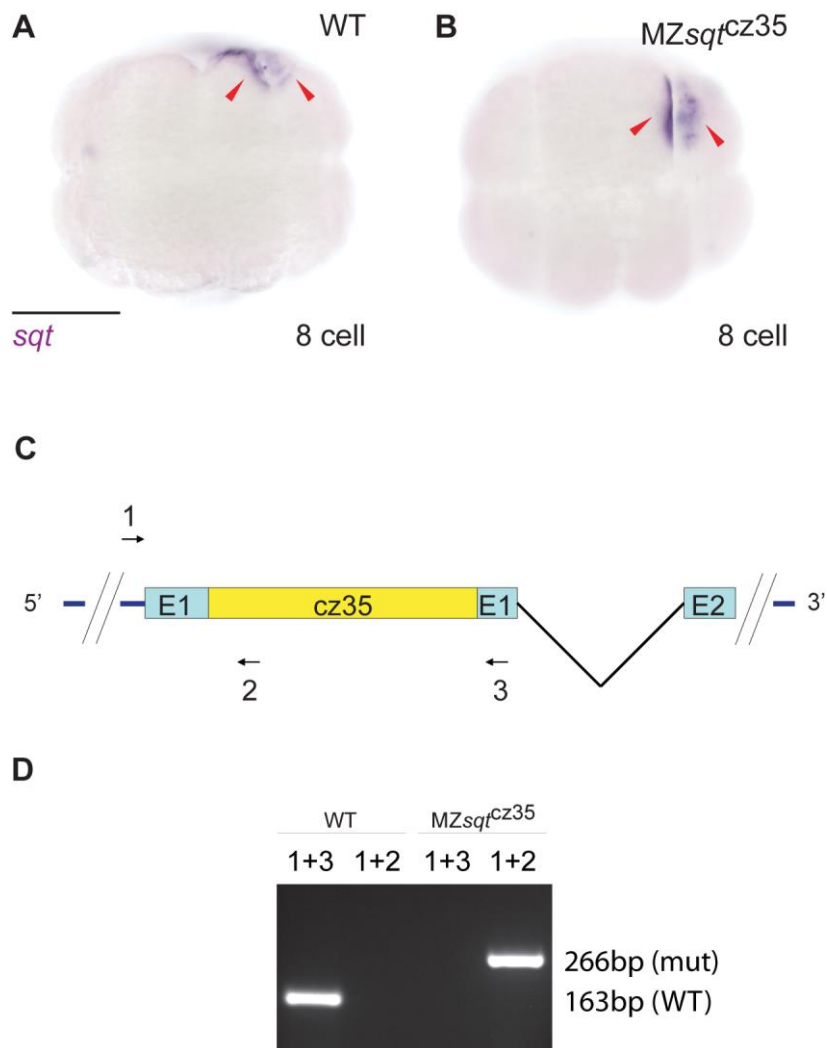 A WT B MZsqtcz35
sqt 8 cell 8 cell
C
1
5’ E1 cz35 E1 E2 3’
2 3
D
WT MZsqtcz35
1+3 1+2 1+3 1+2
266bp (mut)
163bp (WT)